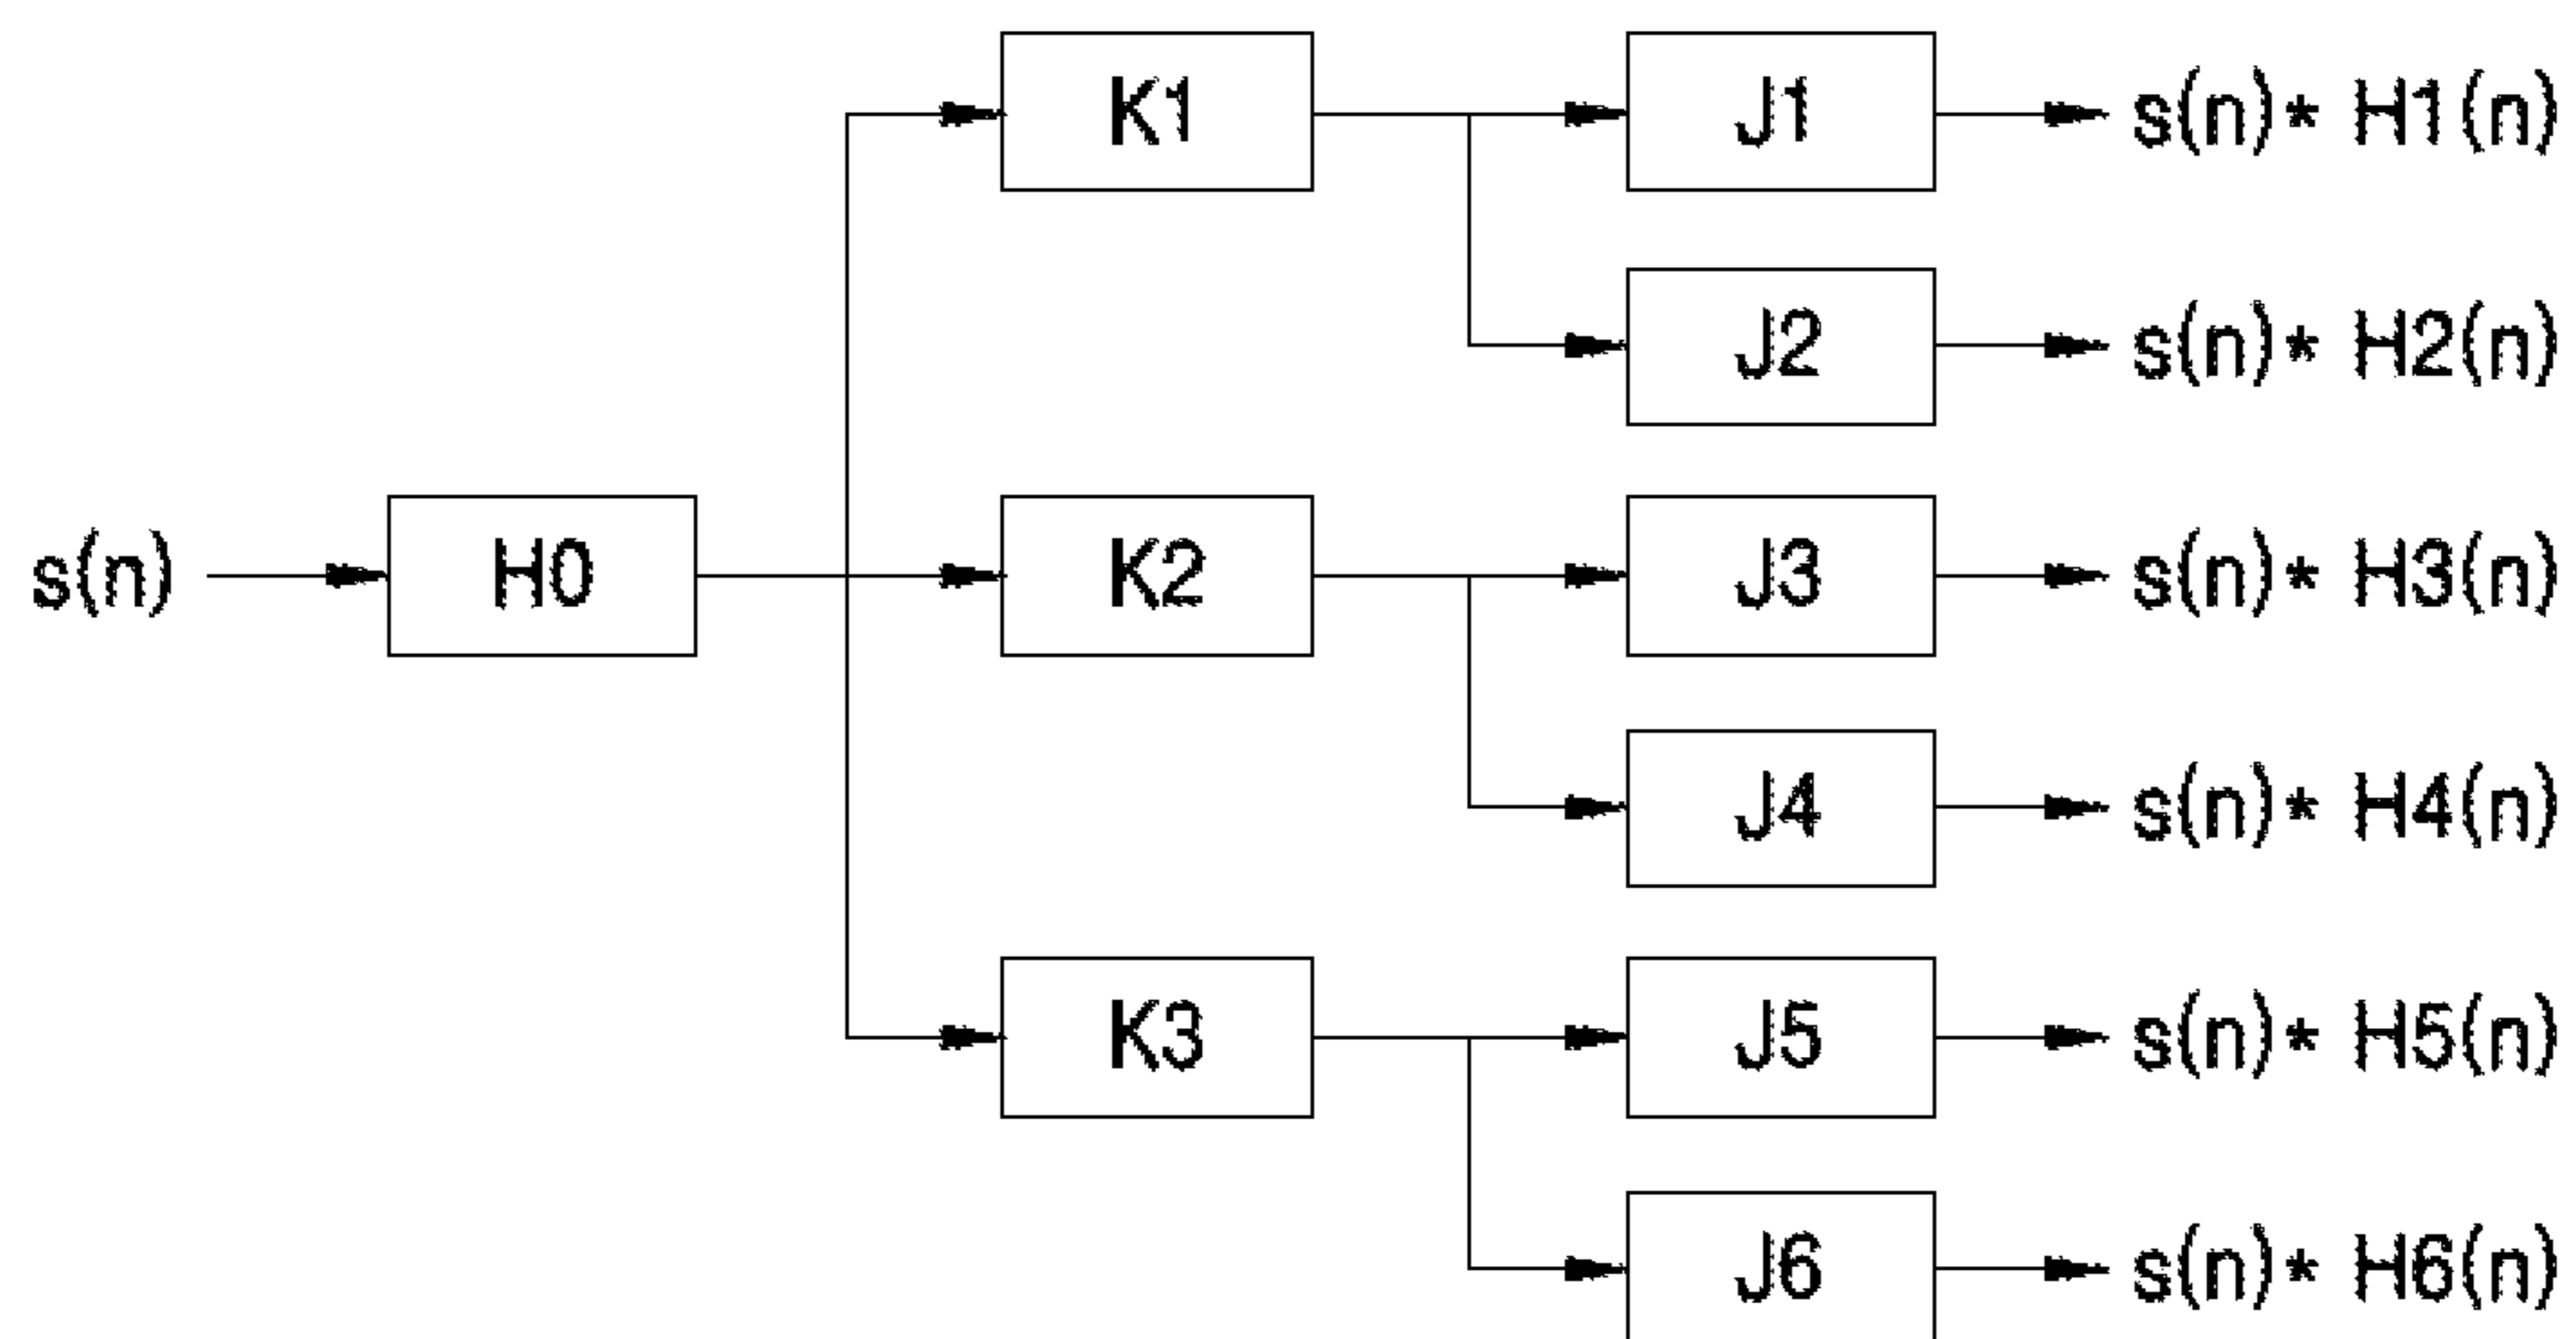 K1 J1 s(n)* H1(n)
J2 s(n)* H2(n)
s(n) H0 K2 J3 s(n)* H3(n)
J4 s(n)* H4(n)
K3 J5 s(n)* H5(n)
J6 s(n)* H6(n)